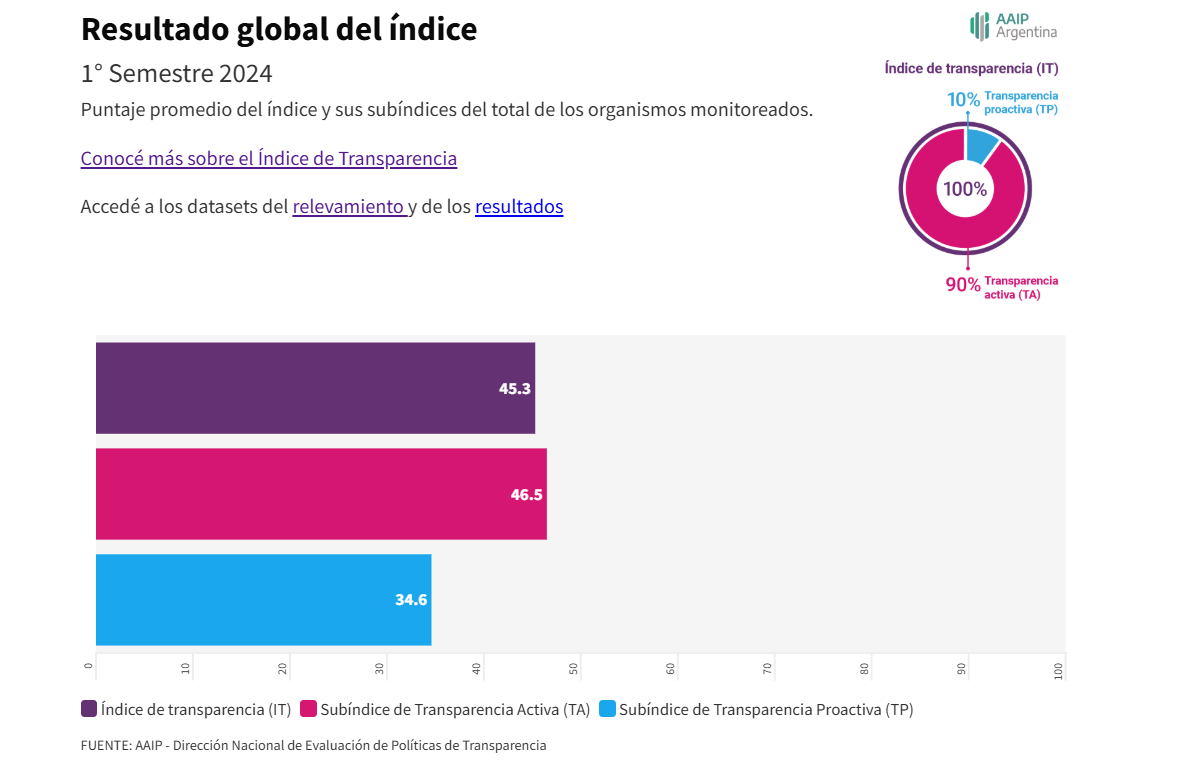 Resultado global del índice
1° Semestre 2024
Puntaje promedio del índice y sus subíndices del total de los organismos monitoreados.
Conocé más sobre el Índice de Transparencia
Accedé a los datasets del relevamiento y de los resultados
AAIP
Argentina
Índice de transparencia (IT)
10% Transparencia
proactiva (TP)
100%
90% Transparencia
activa (TA)
45.3
46.5
34.6
0 10 20 30 40 50 60 70 80 90 100
Índice de transparencia (IT) Subíndice de Transparencia Activa (TA) Subíndice de Transparencia Proactiva (TP)
FUENTE: AAIP - Dirección Nacional de Evaluación de Políticas de Transparencia